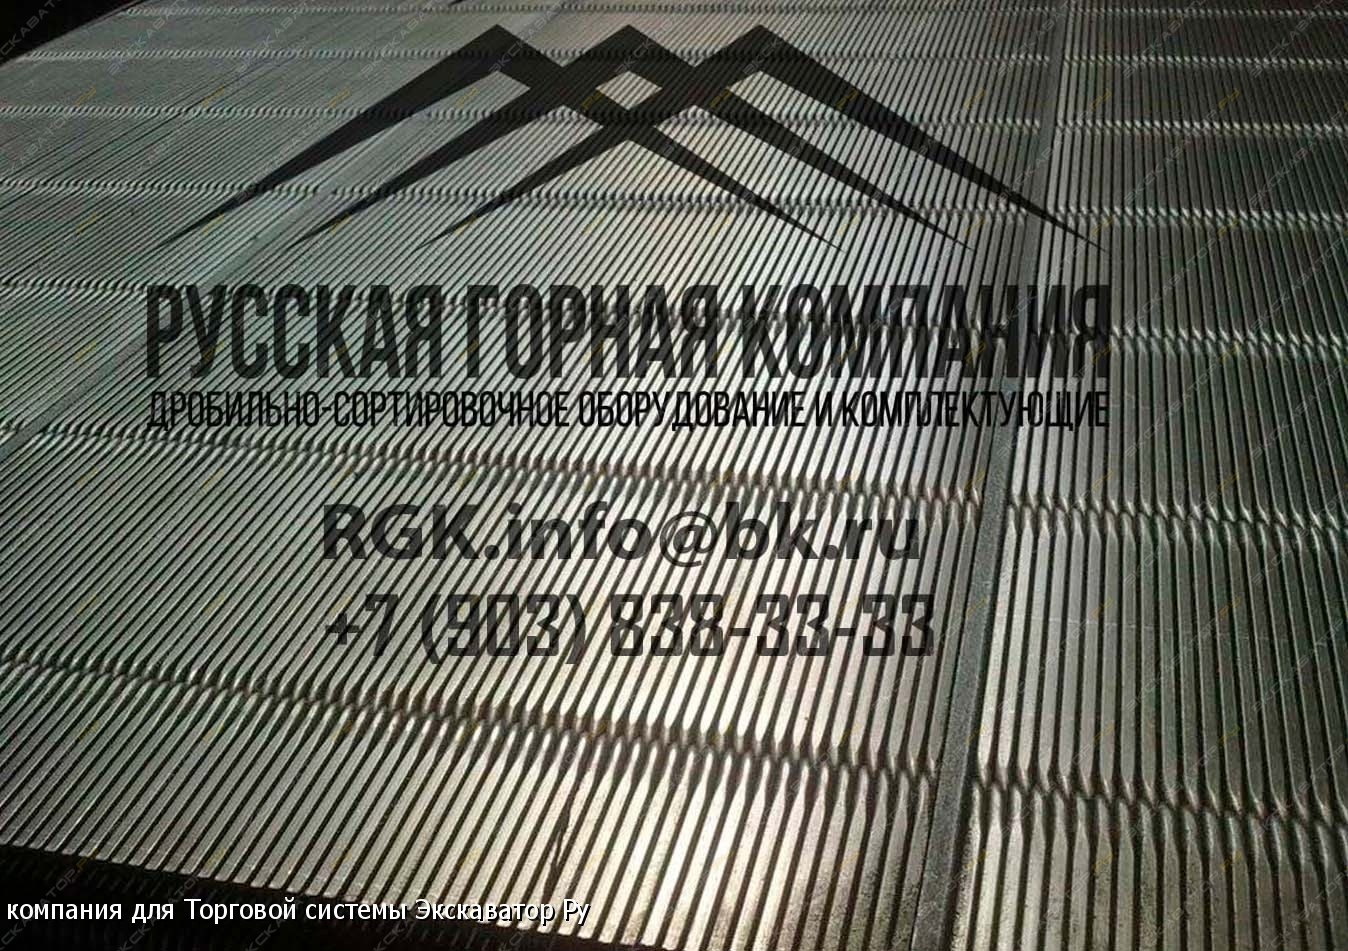 РУССКАЯ ГОРНАЯ КОМПАНИЯ
ДРОБИЛЬНО-СОРТИРОВОЧНОЕ ОБОРУДОВАНИЕ И КОМПЛЕКТУЮЩИЕ
RGK.info@bk.ru
+7 (903) 838-33-33
компания для Торговой системы Экскаватор Ру